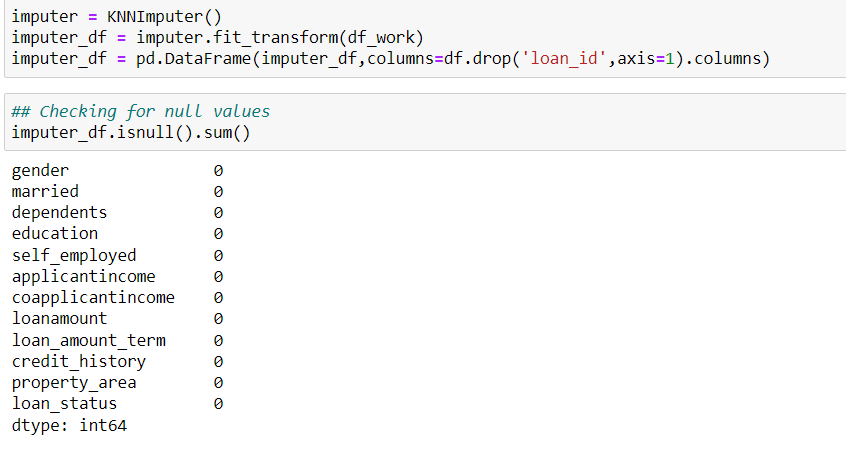 imputer = KNNImputer()
imputer_df = imputer.fit_transform(df_work)
imputer_df = pd.DataFrame(imputer_df,columns=df.drop('loan_id',axis=1).columns)
## Checking for null values
imputer_df.isnull().sum()
gender 0
married 0
dependents 0
education 0
self_employed 0
applicantincome 0
coapplicantincome 0
loanamount 0
loan_amount_term 0
credit_history 0
property_area 0
loan_status 0
dtype: int64